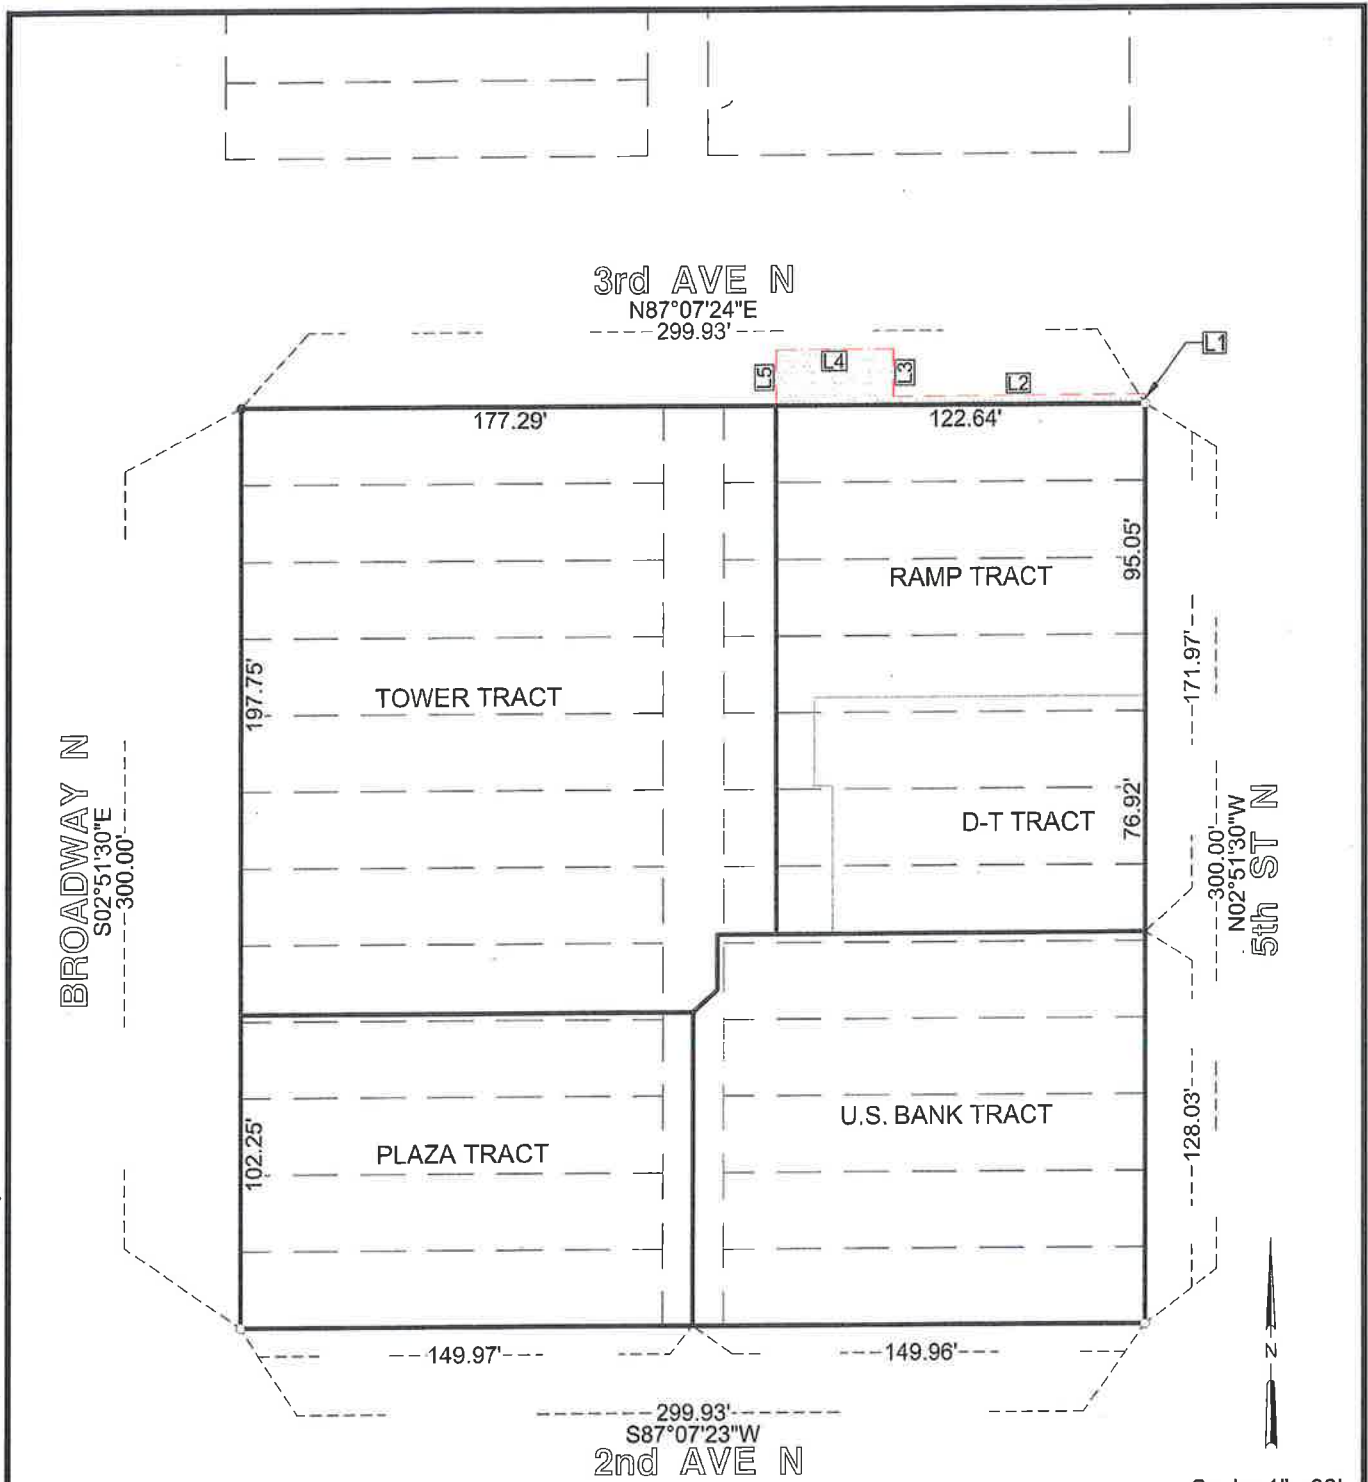 3rd AVE N
N87°07'24"E
299.93'
L1
L5
L4
L3
L2
177.29'
122.64'
95.05'
RAMP TRACT
171.97'
197.75'
TOWER TRACT
BROADWAY N
S02°51'30"E
300.00'
76.92'
D-T TRACT
300.00'
N02°51'30"W
5th ST N
U.S. BANK TRACT
128.03'
102.25'
PLAZA TRACT
N
149.97'
149.96'
299.93'
S87°07'23"W
2nd AVE N